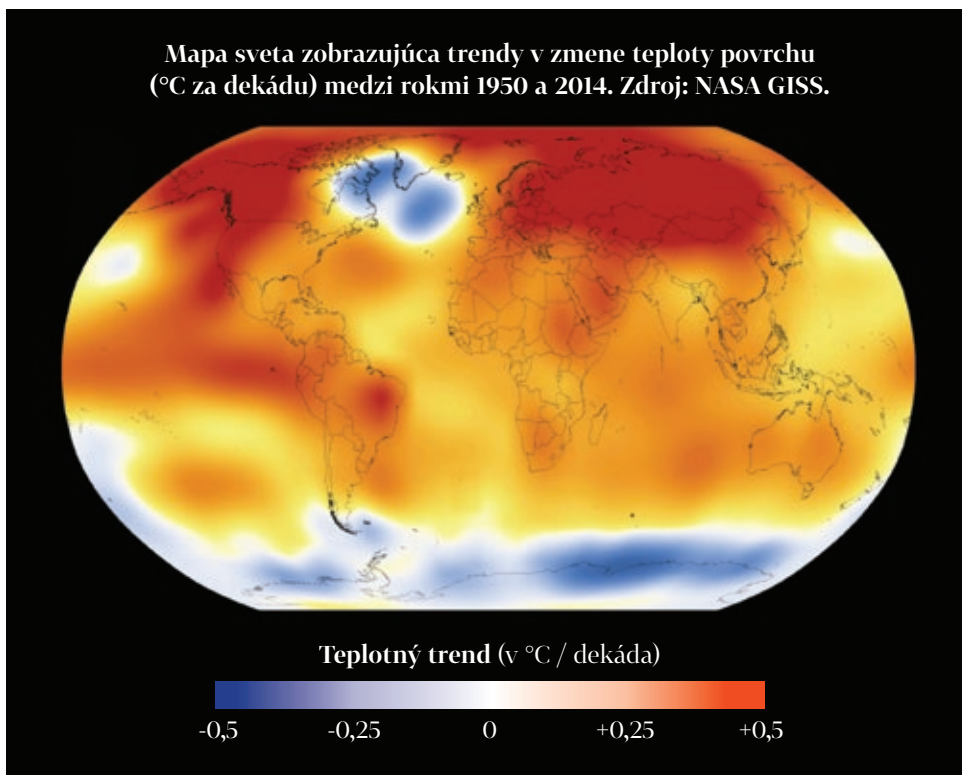 Mapa sveta zobrazujúca trendy v zmene teploty povrchu
(°C za dekádu) medzi rokmi 1950 a 2014. Zdroj: NASA GISS.
Teplotný trend (v °C / dekáda)
-0,5 -0,25 0 +0,25 +0,5